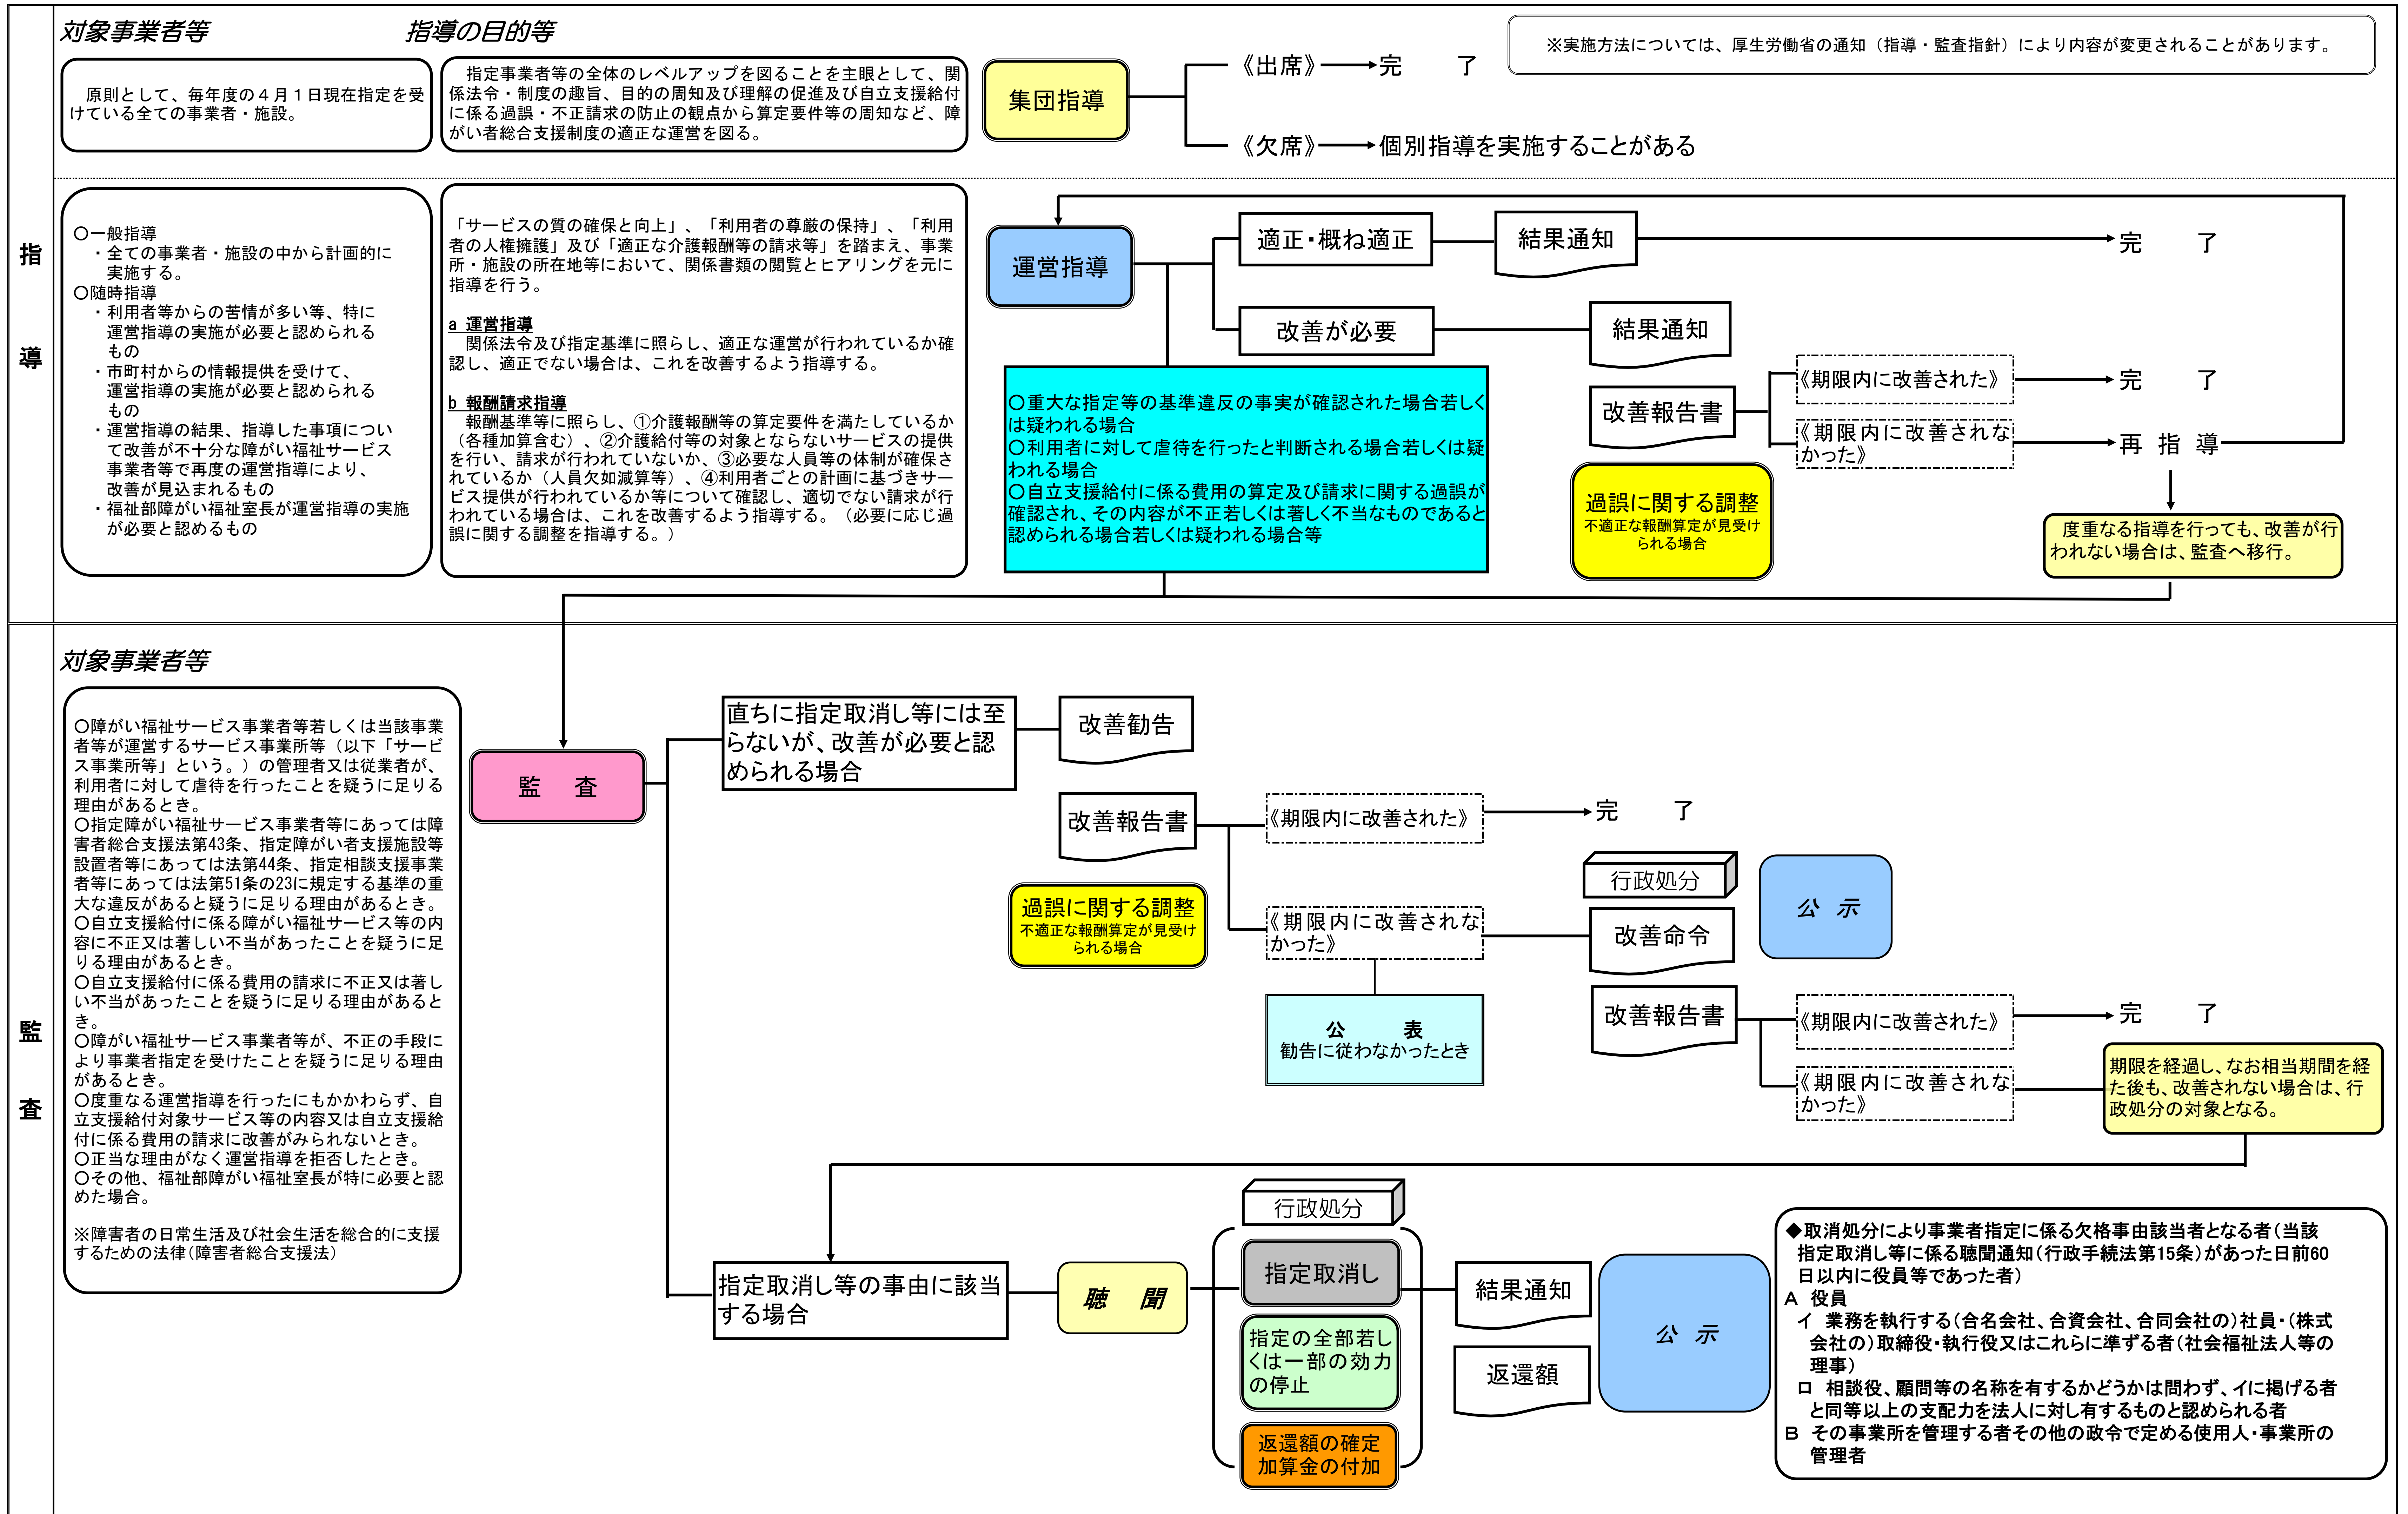 対象事業者等
指導の目的等
※実施方法については、厚生労働省の通知（指導・監査指針）により内容が変更されることがあります。
原則として、毎年度の４月１日現在指定を受
けている全ての事業者・施設。
指定事業者等の全体のレベルアップを図ることを主眼として、関
係法令・制度の趣旨、目的の周知及び理解の促進及び自立支援給付
に係る過誤・不正請求の防止の観点から算定要件等の周知など、障
がい者総合支援制度の適正な運営を図る。
集団指導
《出席》
完　　了
《欠席》
個別指導を実施することがある
指
導
〇一般指導
・全ての事業者・施設の中から計画的に
実施する。
〇随時指導
・利用者等からの苦情が多い等、特に
運営指導の実施が必要と認められる
もの
・市町村からの情報提供を受けて、
運営指導の実施が必要と認められる
もの
・運営指導の結果、指導した事項につい
て改善が不十分な障がい福祉サービス
事業者等で再度の運営指導により、
改善が見込まれるもの
・福祉部障がい福祉室長が運営指導の実施
が必要と認めるもの
「サービスの質の確保と向上」、「利用者の尊厳の保持」、「利用
者の人権擁護」及び「適正な介護報酬等の請求等」を踏まえ、事業
所・施設の所在地等において、関係書類の閲覧とヒアリングを元に
指導を行う。
a 運営指導
関係法令及び指定基準に照らし、適正な運営が行われているか確
認し、適正でない場合は、これを改善するよう指導する。
b 報酬請求指導
報酬基準等に照らし、①介護報酬等の算定要件を満たしているか
（各種加算含む）、②介護給付等の対象とならないサービスの提供
を行い、請求が行われていないか、③必要な人員等の体制が確保さ
れているか（人員欠如減算等）、④利用者ごとの計画に基づきサー
ビス提供が行われているか等について確認し、適切でない請求が行
われている場合は、これを改善するよう指導する。（必要に応じ過
誤に関する調整を指導する。）
運営指導
適正・概ね適正
結果通知
完　　了
改善が必要
結果通知
〇重大な指定等の基準違反の事実が確認された場合若しく
は疑われる場合
〇利用者に対して虐待を行ったと判断される場合若しくは疑
われる場合
〇自立支援給付に係る費用の算定及び請求に関する過誤が
確認され、その内容が不正若しくは著しく不当なものであると
認められる場合若しくは疑われる場合等
改善報告書
《期限内に改善された》
完　　了
《期限内に改善されな
かった》
再 指 導
過誤に関する調整
不適正な報酬算定が見受け
られる場合
度重なる指導を行っても、改善が行
われない場合は、監査へ移行。
監
査
対象事業者等
〇障がい福祉サービス事業者等若しくは当該事業
者等が運営するサービス事業所等（以下「サービ
ス事業所等」という。）の管理者又は従業者が、
利用者に対して虐待を行ったことを疑うに足りる
理由があるとき。
〇指定障がい福祉サービス事業者等にあっては障
害者総合支援法第43条、指定障がい者支援施設等
設置者等にあっては法第44条、指定相談支援事業
者等にあっては法第51条の23に規定する基準の重
大な違反があると疑うに足りる理由があるとき。
〇自立支援給付に係る障がい福祉サービス等の内
容に不正又は著しい不当があったことを疑うに足
りる理由があるとき。
〇自立支援給付に係る費用の請求に不正又は著し
い不当があったことを疑うに足りる理由があると
き。
〇障がい福祉サービス事業者等が、不正の手段に
より事業者指定を受けたことを疑うに足りる理由
があるとき。
〇度重なる運営指導を行ったにもかかわらず、自
立支援給付対象サービス等の内容又は自立支援給
付に係る費用の請求に改善がみられないとき。
〇正当な理由がなく運営指導を拒否したとき。
〇その他、福祉部障がい福祉室長が特に必要と認
めた場合。
※障害者の日常生活及び社会生活を総合的に支援
するための法律（障害者総合支援法）
監　査
直ちに指定取消し等には至
らないが、改善が必要と認
められる場合
改善勧告
改善報告書
《期限内に改善された》
完　　了
過誤に関する調整
不適正な報酬算定が見受け
られる場合
《期限内に改善されな
かった》
行政処分
改善命令
公 示
公　　表
勧告に従わなかったとき
改善報告書
《期限内に改善された》
完　　了
《期限内に改善されな
かった》
期限を経過し、なお相当期間を経
た後も、改善されない場合は、行
政処分の対象となる。
指定取消し等の事由に該当
する場合
聴　聞
行政処分
指定取消し
指定の全部若し
くは一部の効力
の停止
返還額の確定
加算金の付加
結果通知
返還額
公 示
◆取消処分により事業者指定に係る欠格事由該当者となる者（当該
指定取消し等に係る聴聞通知（行政手続法第15条）があった日前60
日以内に役員等であった者）
A 役員
イ 業務を執行する（合名会社、合資会社、合同会社の）社員・（株式
会社の）取締役・執行役又はこれらに準ずる者（社会福祉法人等の
理事）
ロ 相談役、顧問等の名称を有するかどうかは問わず、イに掲げる者
と同等以上の支配力を法人に対し有するものと認められる者
B その事業所を管理する者その他の政令で定める使用人・事業所の
管理者